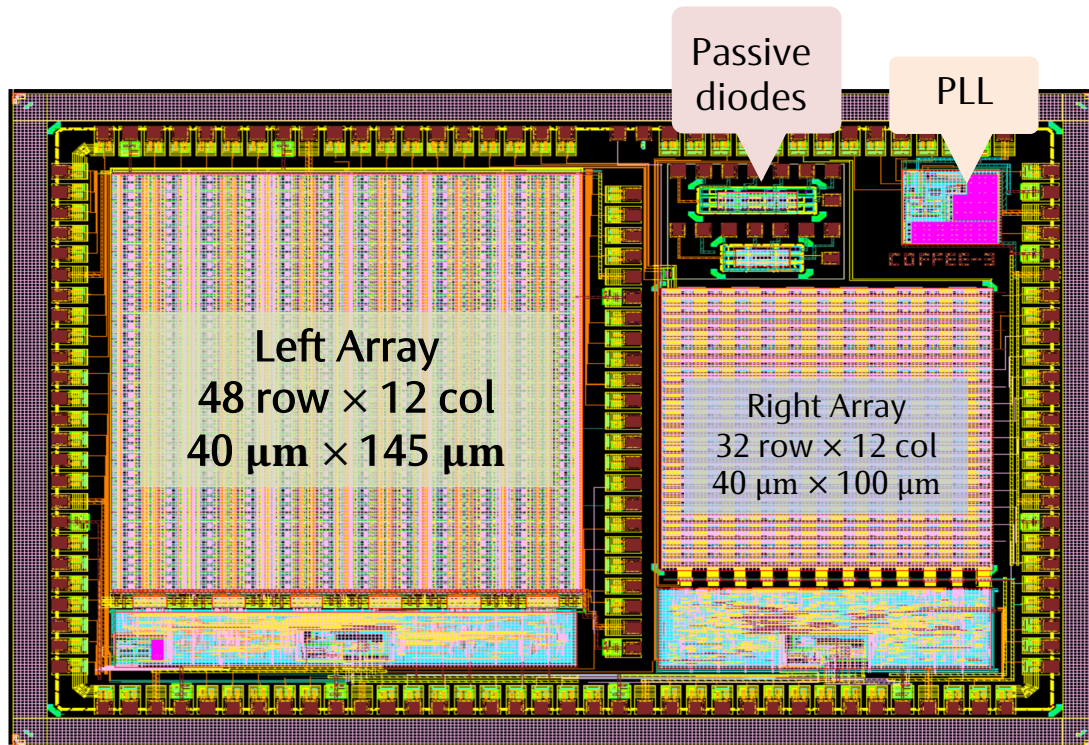 Passive
diodes
PLL
COFFEE-3
Left Array
48 row × 12 col
40 μm × 145 μm
Right Array
32 row × 12 col
40 μm × 100 μm